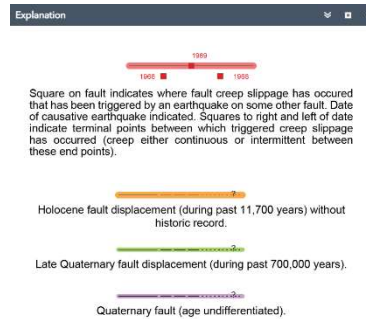 Explanation
1989
1968
1986
Square on fault indicates where fault creep slippage has occured
that has been triggered by an earthquake on some other fault. Date
of causative earthquake indicated. Squares to right and left of date
indicate terminal points between which triggered creep slippage
has occurred (creep either continuous or intermittent between
these end points).
?
Holocene fault displacement (during past 11,700 years) without
historic record.
?
Late Quaternary fault displacement (during past 700,000 years).
?
Quaternary fault (age undifferentiated).